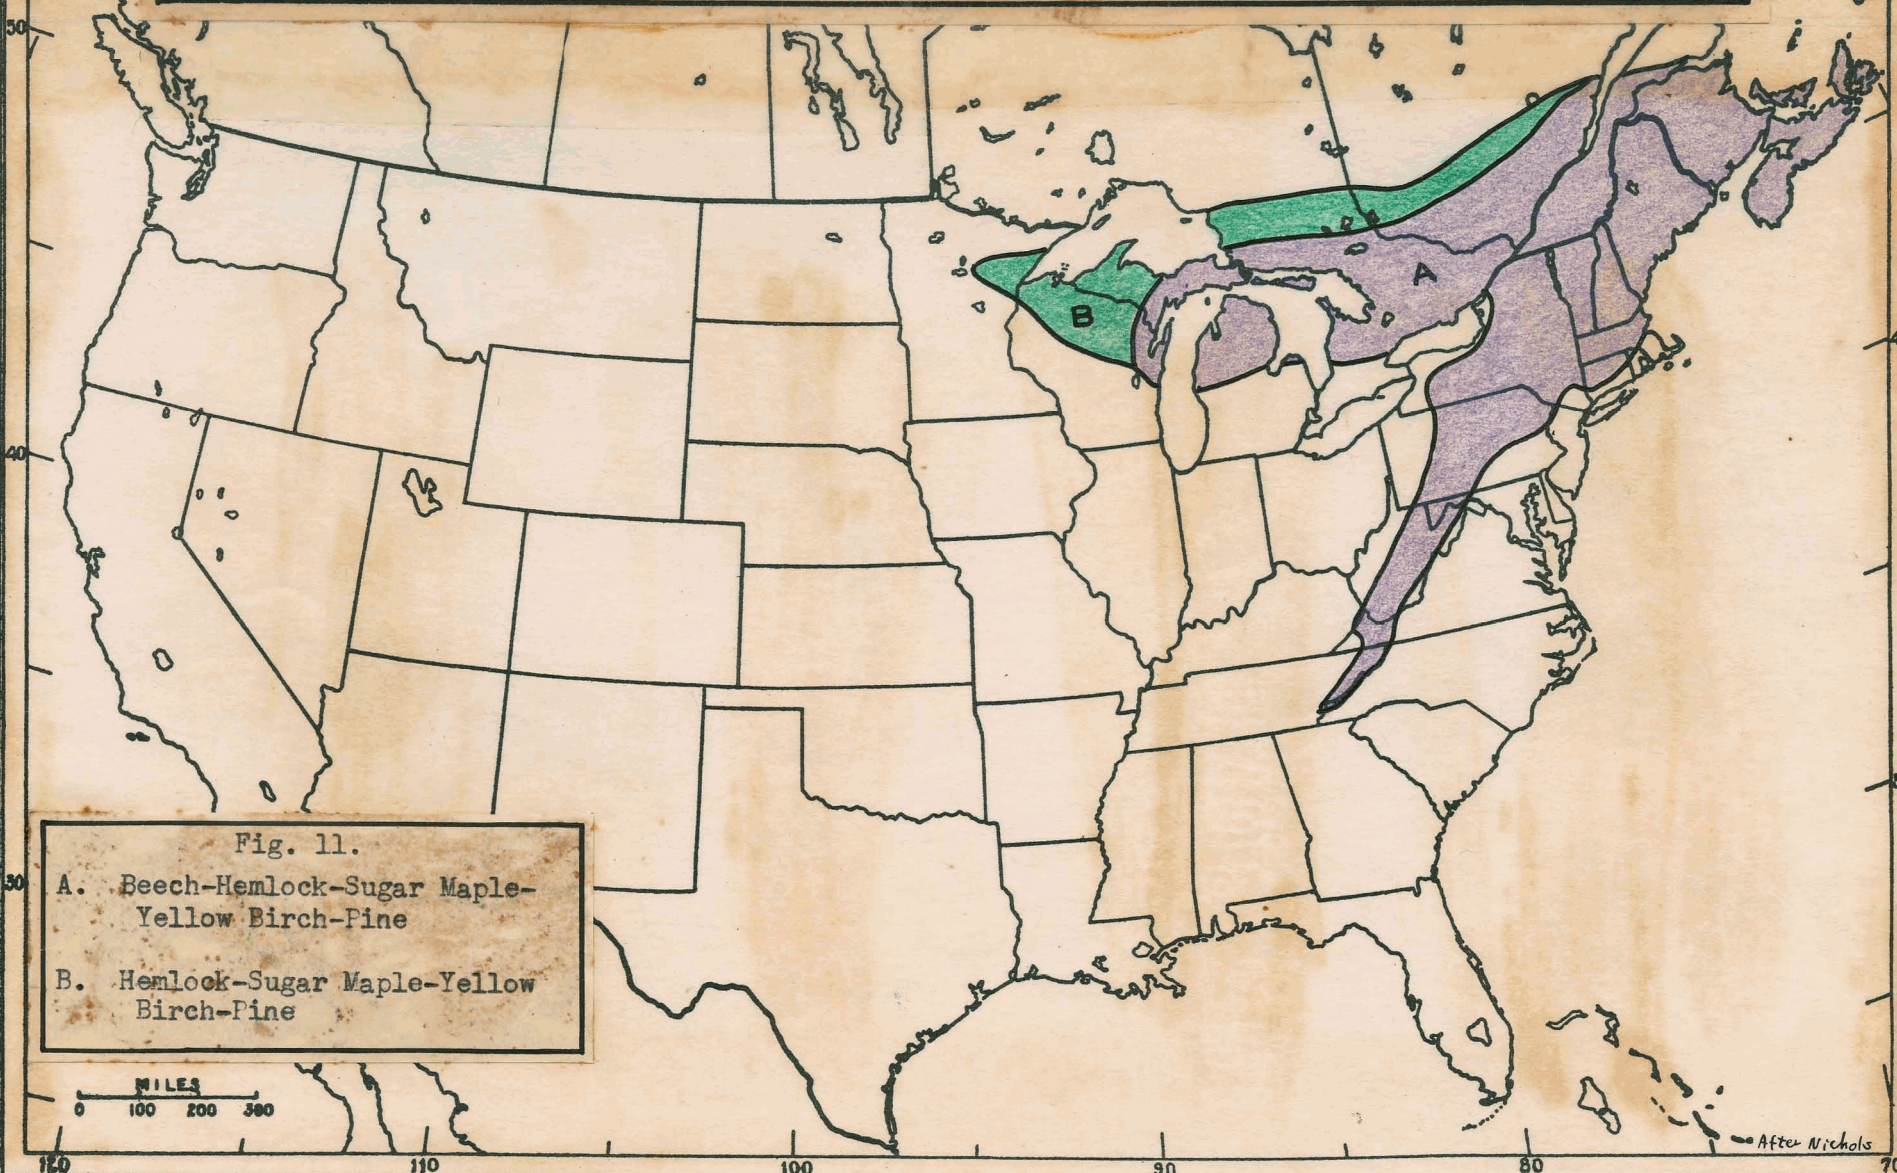 50
A
B
40
Fig. 11.
A. Beech-Hemlock-Sugar Maple-
Yellow Birch-Pine
30
B. Hemlock-Sugar Maple-Yellow
Birch-Pine
MILES
0 100 200 300
After Nichols
120 110 100 90 80